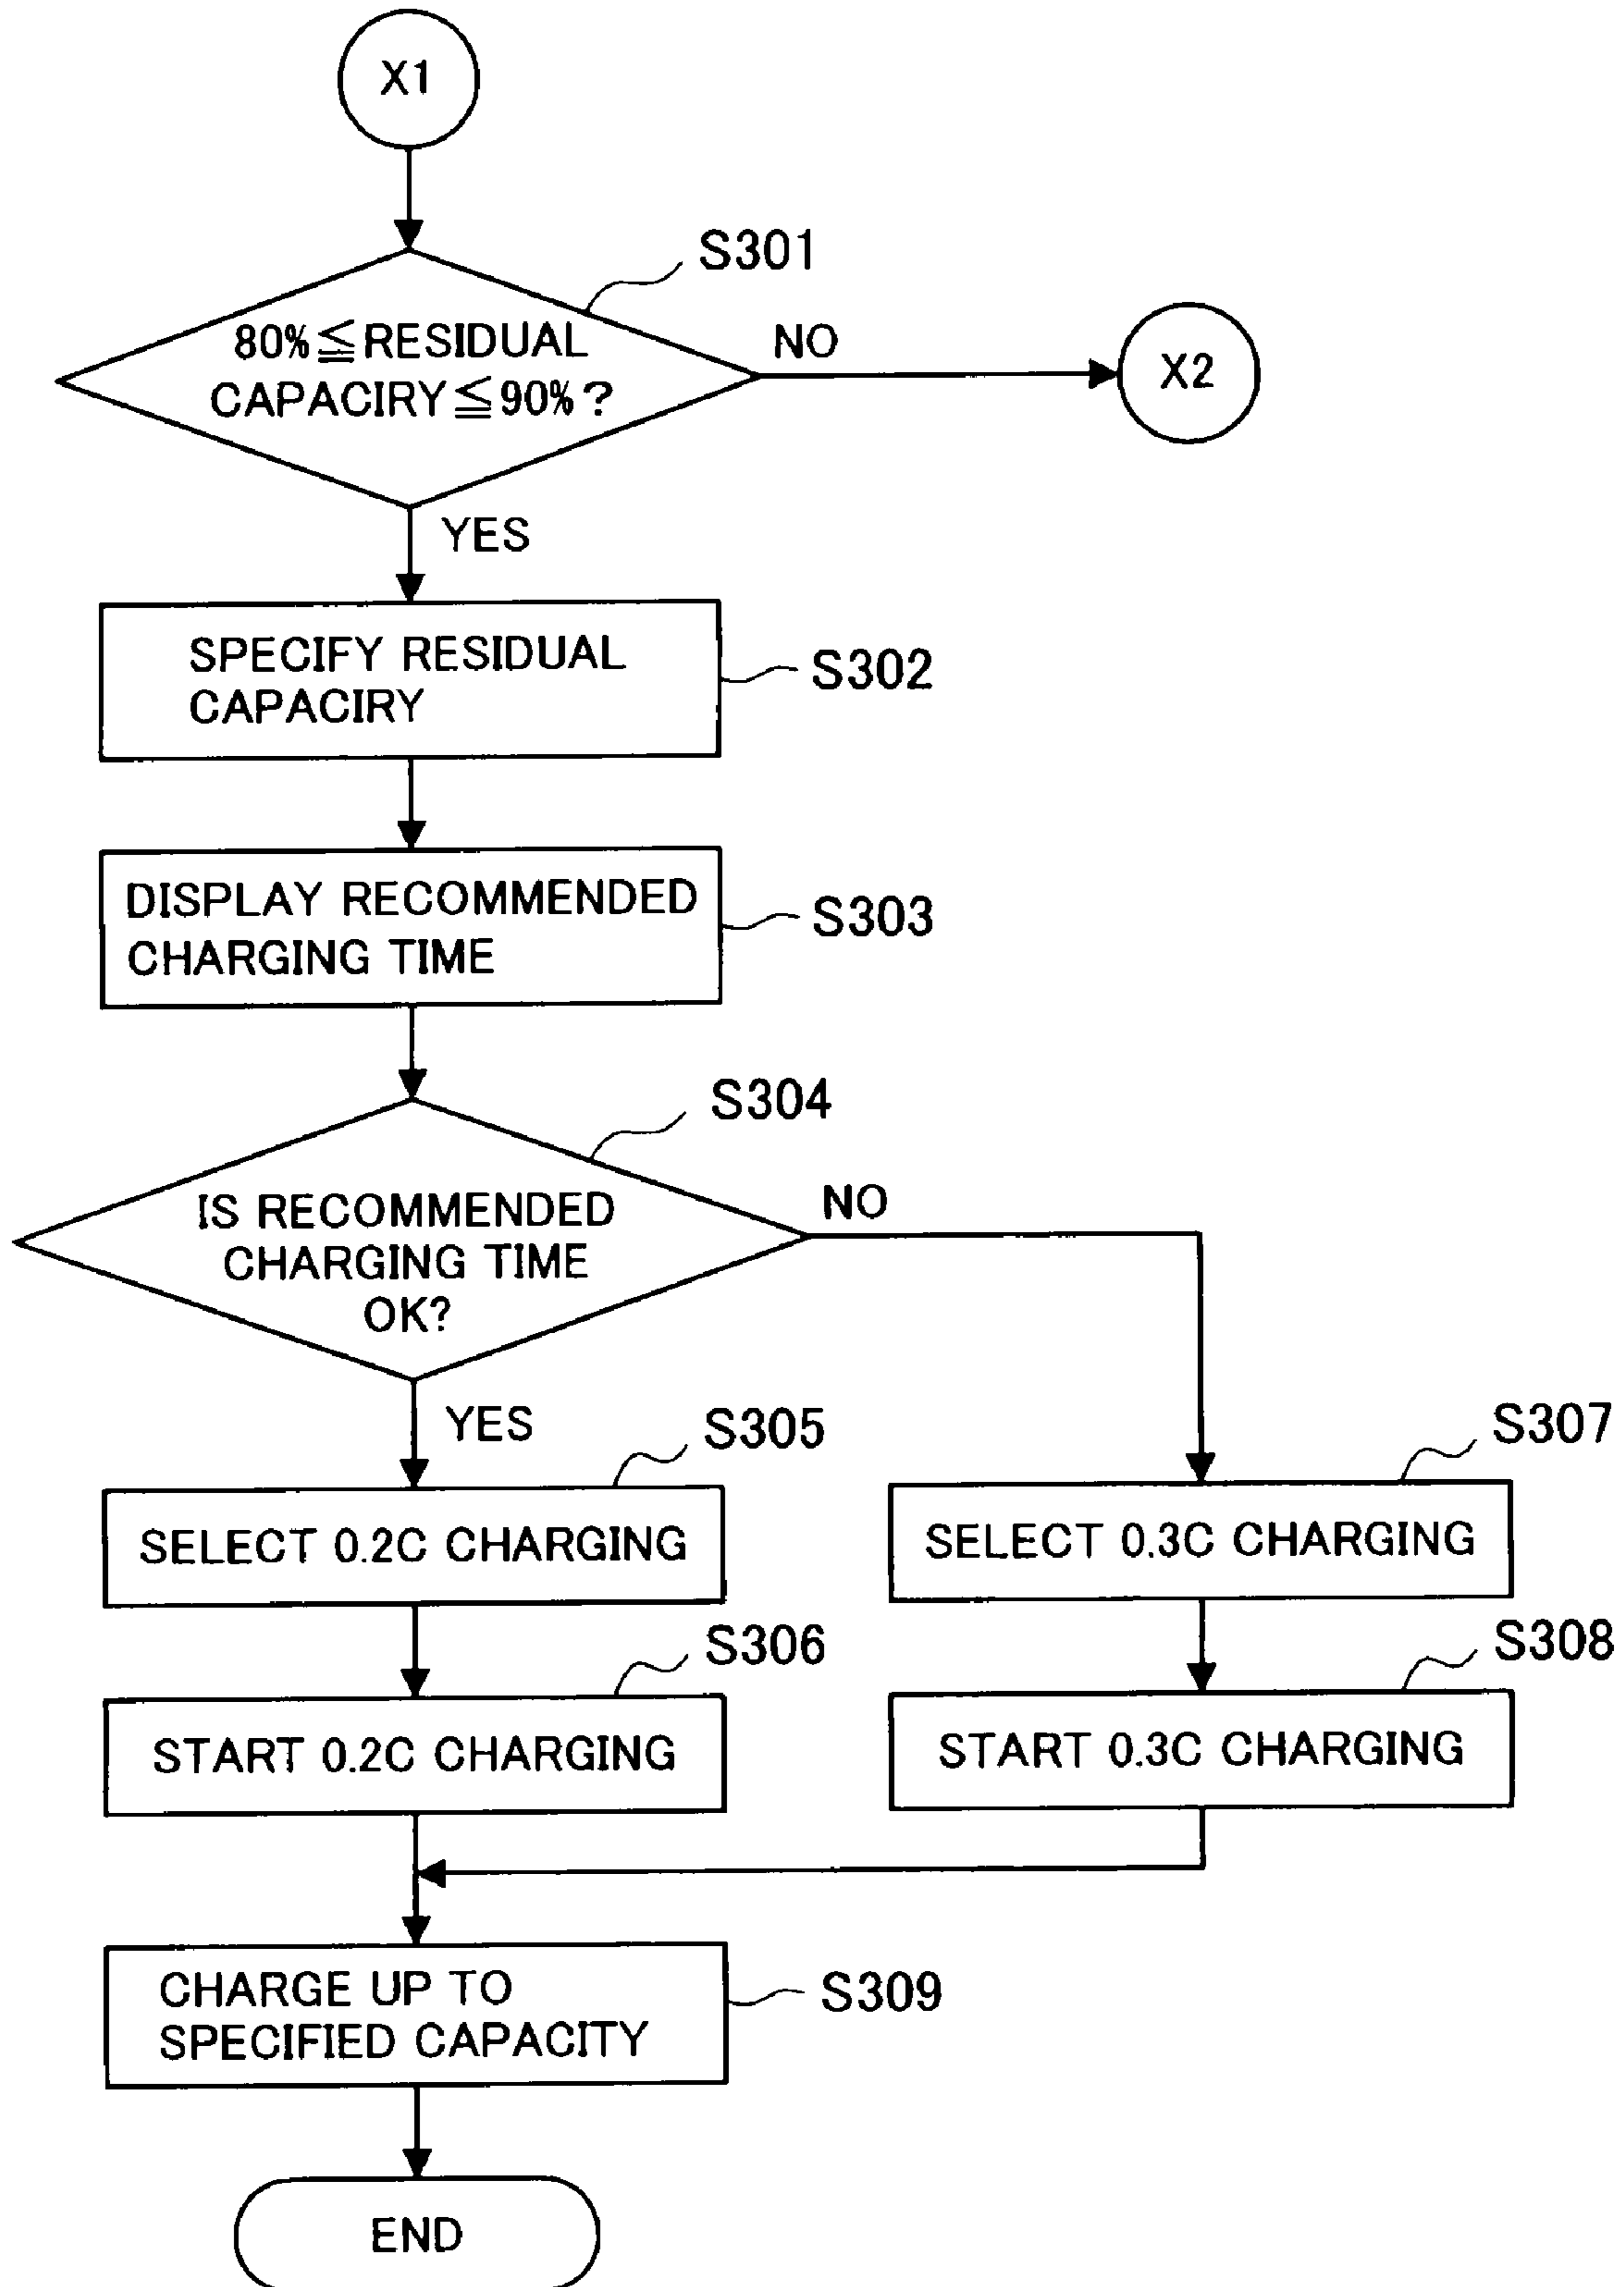 X1
S301
80%≦RESIDUAL
CAPACIRY≦90%?
NO
X2
YES
SPECIFY RESIDUAL
CAPACIRY
S302
DISPLAY RECOMMENDED
CHARGING TIME
S303
S304
IS RECOMMENDED
CHARGING TIME
OK?
NO
YES
S305
S307
SELECT 0.2C CHARGING
SELECT 0.3C CHARGING
S306
S308
START 0.2C CHARGING
START 0.3C CHARGING
CHARGE UP TO
SPECIFIED CAPACITY
S309
END